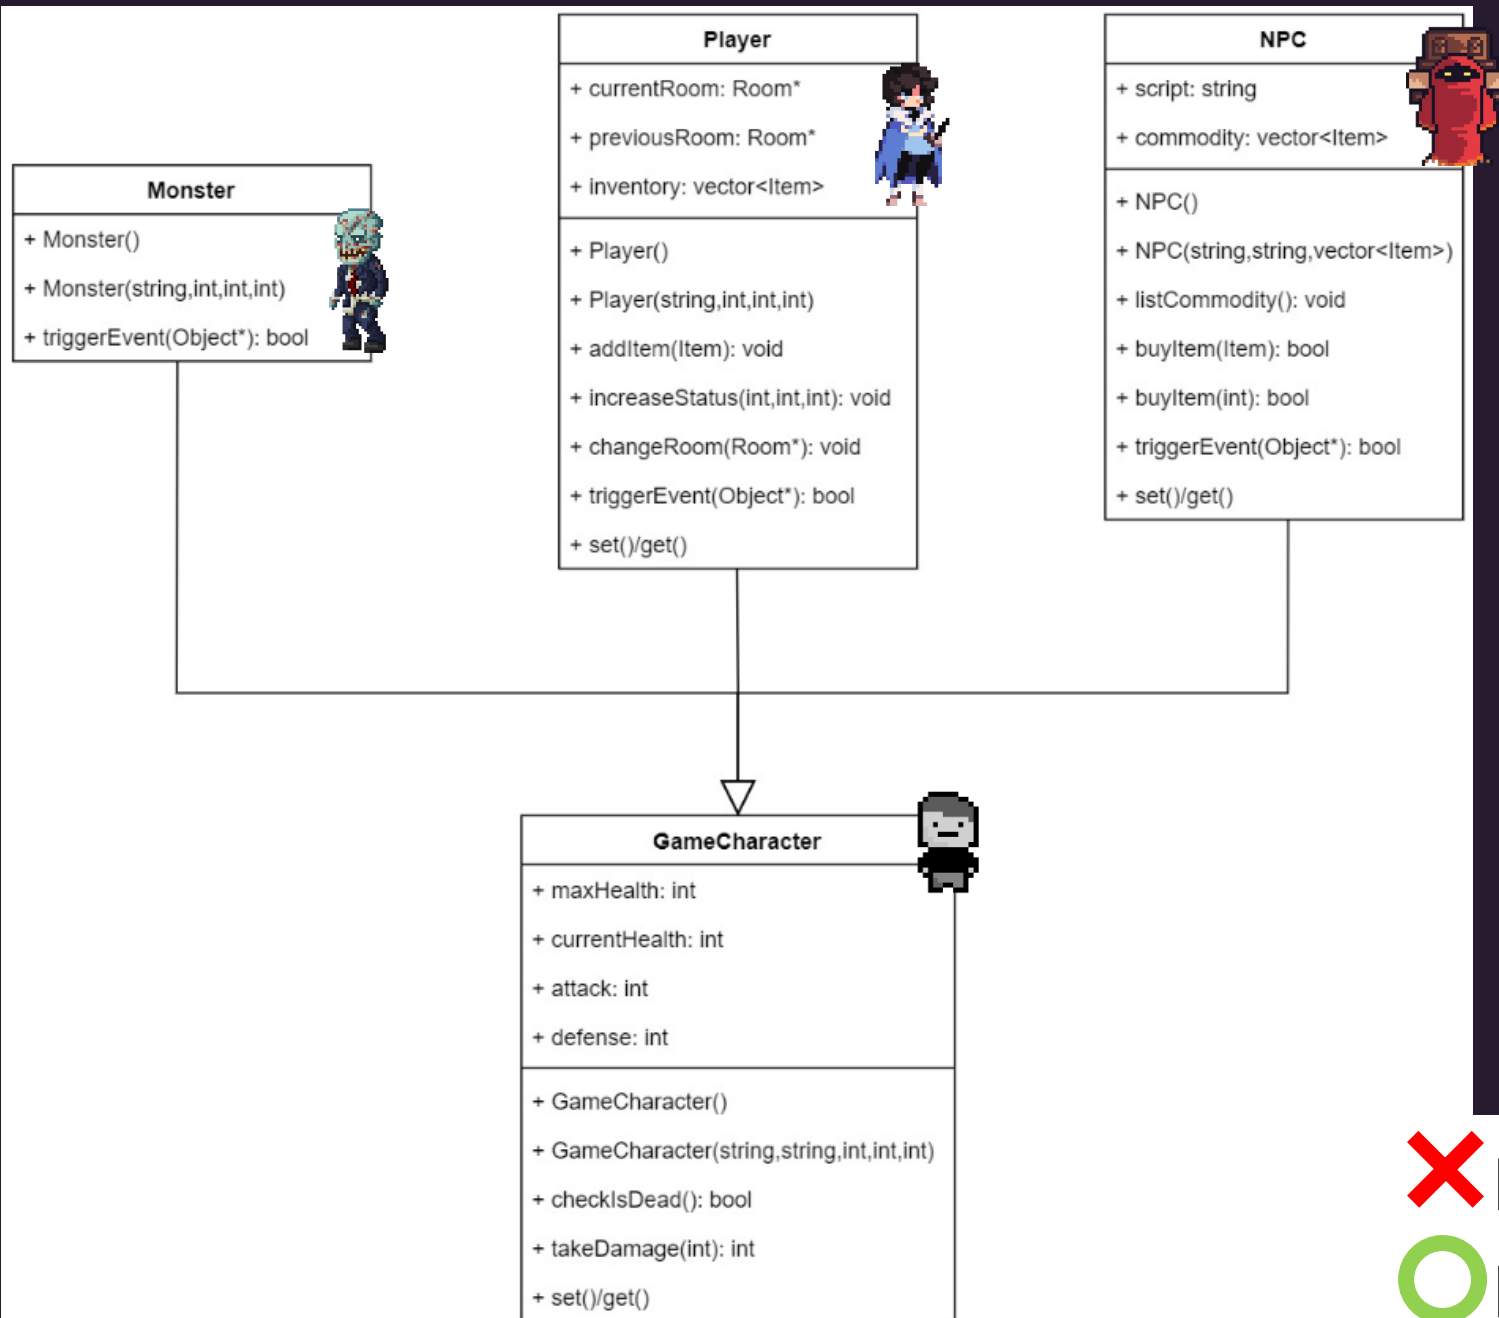 Monster
+ Monster()
+ Monster(string,int,int,int)
+ triggerEvent(Object*): bool
Player
+ currentRoom: Room*
+ previousRoom: Room*
+ inventory: vector<Item>
+ Player()
+ Player(string,int,int,int)
+ addItem(Item): void
+ increaseStatus(int,int,int): void
+ changeRoom(Room*): void
+ triggerEvent(Object*): bool
+ set()/get()
NPC
+ script: string
+ commodity: vector<Item>
+ NPC()
+ NPC(string,string,vector<Item>)
+ listCommodity(): void
+ buyItem(Item): bool
+ buyItem(int): bool
+ triggerEvent(Object*): bool
+ set()/get()
GameCharacter
+ maxHealth: int
+ currentHealth: int
+ attack: int
+ defense: int
+ GameCharacter()
+ GameCharacter(string,string,int,int,int)
+ checkIsDead(): bool
+ takeDamage(int): int
+ set()/get()